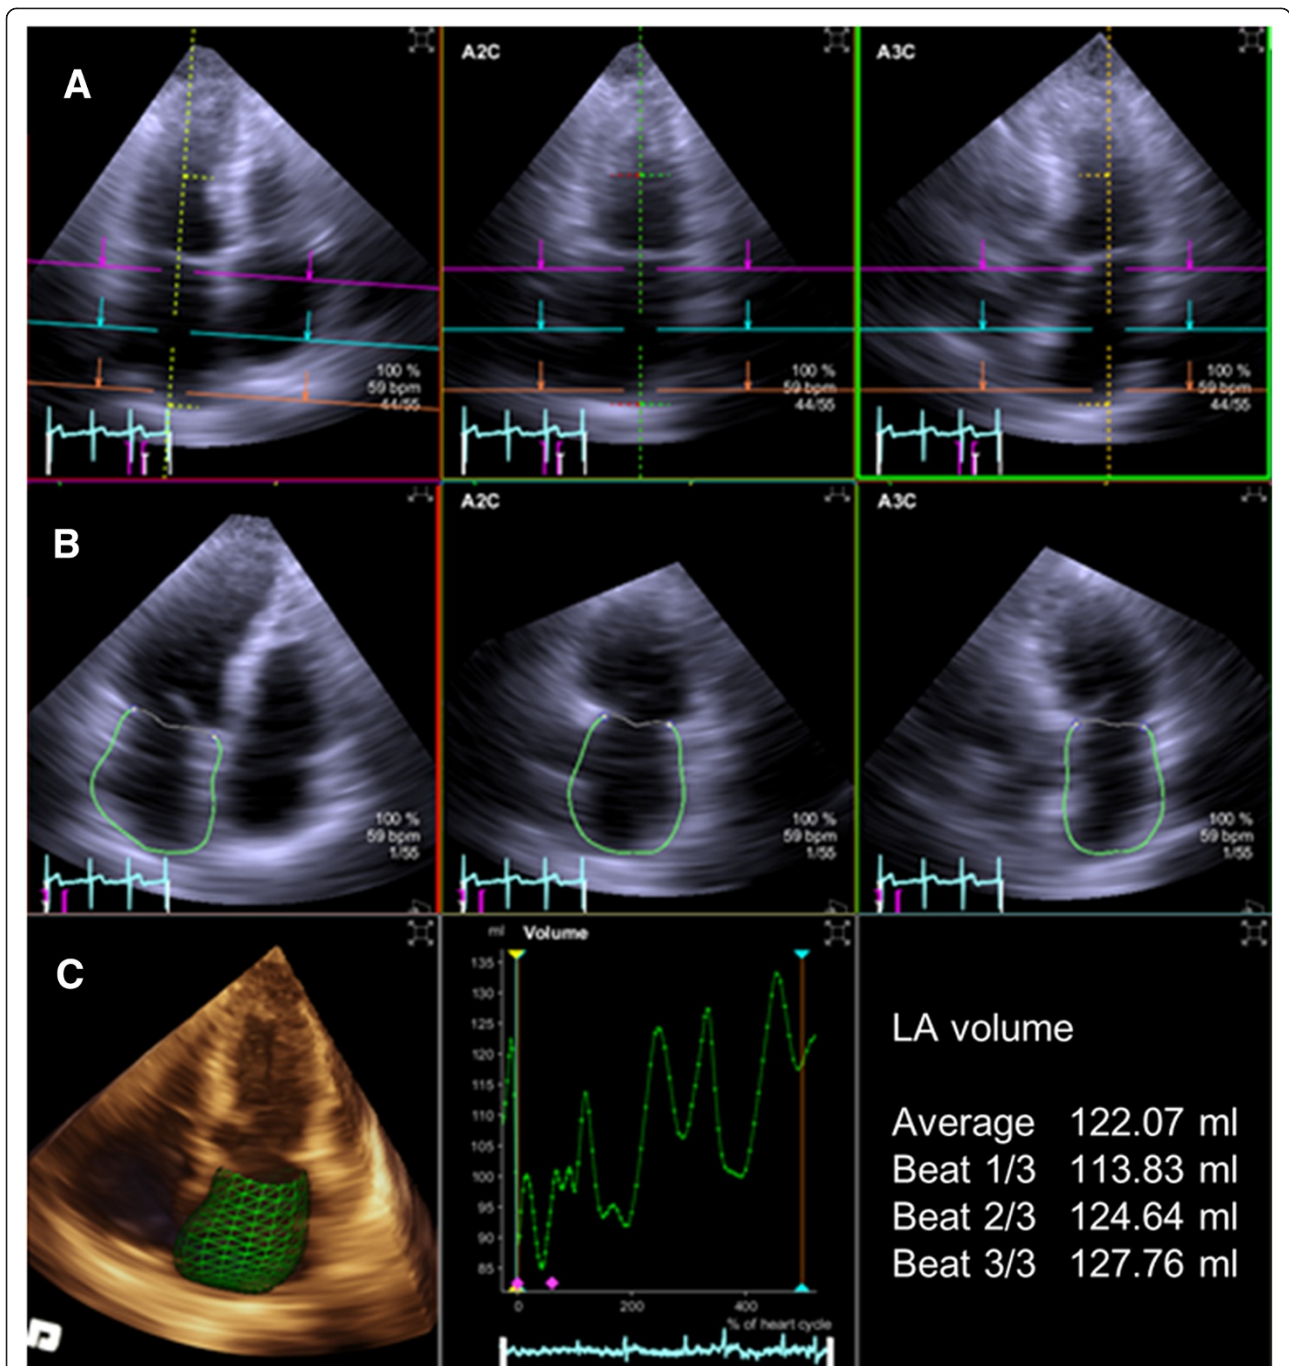 A
A2C
A3C
100 %
59 bpm
44/55
100 %
59 bpm
44/55
100 %
59 bpm
44/55
B
A2C
A3C
100 %
59 bpm
1/55
100 %
59 bpm
1/55
100 %
59 bpm
1/55
C
ml Volume
135
130
125
120
115
110
105
100
95
90
85
0 200 400
% of heart cycle
LA volume
Average 122.07 ml
Beat 1/3 113.83 ml
Beat 2/3 124.64 ml
Beat 3/3 127.76 ml